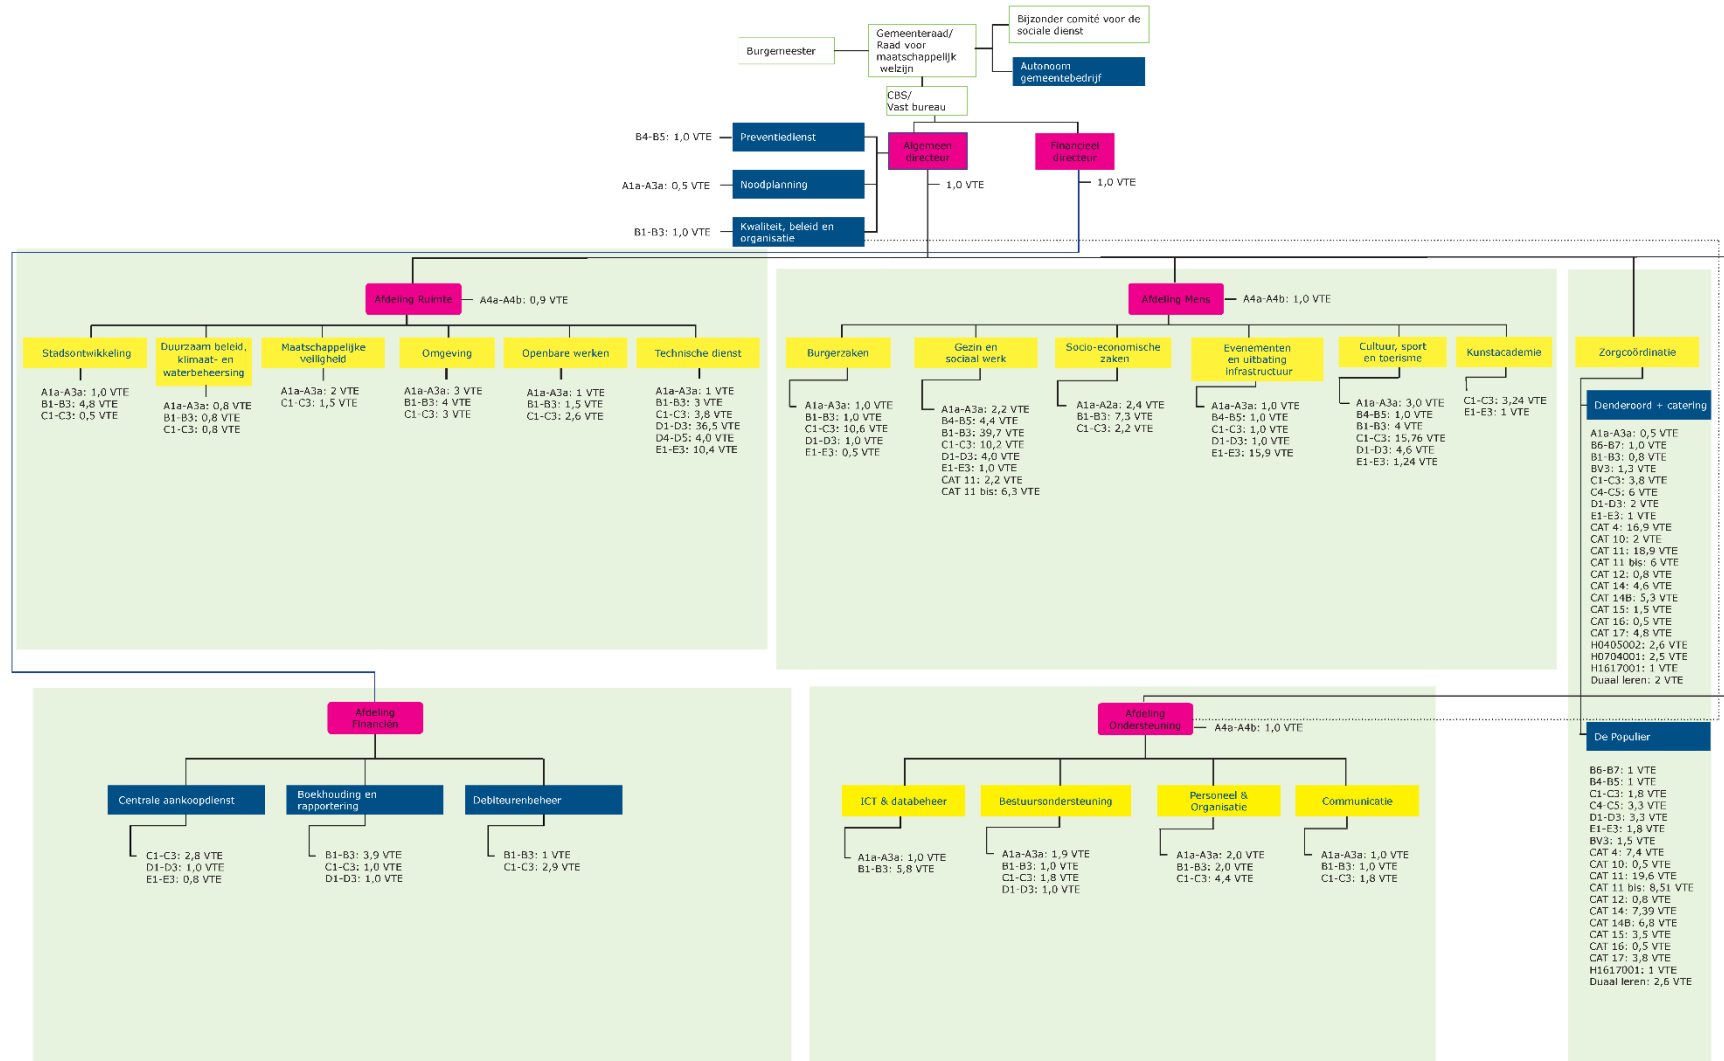 Bijzonder comité voor de
sociale dienst
Gemeenteraad/
Raad voor
maatschappelijk
welzijn
Burgemeester
Autonoom
gemeentebedrijf
CBS/
Vast bureau
B4-B5: 1,0 VTE
Preventiedienst
Algemeen
directeur
Financieel
directeur
A1a-A3a: 0,5 VTE
Noodplanning
1,0 VTE
1,0 VTE
B1-B3: 1,0 VTE
Kwaliteit, beleid en
organisatie
Afdeling Ruimte
A4a-A4b: 0,9 VTE
Stadsontwikkeling
A1a-A3a: 1,0 VTE
B1-B3: 4,8 VTE
C1-C3: 0,5 VTE
Duurzaam beleid,
klimaat- en
waterbeheersing
A1a-A3a: 0,8 VTE
B1-B3: 0,8 VTE
C1-C3: 0,8 VTE
Maatschappelijke
veiligheid
A1a-A3a: 2 VTE
C1-C3: 1,5 VTE
Omgeving
A1a-A3a: 3 VTE
B1-B3: 4 VTE
C1-C3: 3 VTE
Openbare werken
A1a-A3a: 1 VTE
B1-B3: 1,5 VTE
C1-C3: 2,6 VTE
Technische dienst
A1a-A3a: 1 VTE
B1-B3: 3 VTE
C1-C3: 3,8 VTE
D1-D3: 36,5 VTE
D4-D5: 4,0 VTE
E1-E3: 10,4 VTE
Afdeling Mens
A4a-A4b: 1,0 VTE
Burgerzaken
A1a-A3a: 1,0 VTE
B1-B3: 1,0 VTE
C1-C3: 10,6 VTE
D1-D3: 1,0 VTE
E1-E3: 0,5 VTE
Gezin en
sociaal werk
A1a-A3a: 2,2 VTE
B4-B5: 4,4 VTE
B1-B3: 39,7 VTE
C1-C3: 10,2 VTE
D1-D3: 4,0 VTE
E1-E3: 1,0 VTE
CAT 11: 2,2 VTE
CAT 11 bis: 6,3 VTE
Socio-economische
zaken
A1a-A2a: 2,4 VTE
B1-B3: 7,3 VTE
C1-C3: 2,2 VTE
Evenementen
en uitbating
infrastructuur
A1a-A3a: 1,0 VTE
B4-B5: 1,0 VTE
C1-C3: 1,0 VTE
D1-D3: 1,0 VTE
E1-E3: 15,9 VTE
Cultuur, sport
en toerisme
A1a-A3a: 3,0 VTE
B4-B5: 1,0 VTE
B1-B3: 4 VTE
C1-C3: 15,76 VTE
D1-D3: 4,6 VTE
E1-E3: 1,24 VTE
Kunstacademie
C1-C3: 3,24 VTE
E1-E3: 1 VTE
Zorgcoördinatie
Denderoord + catering
A1a-A3a: 0,5 VTE
B6-B7: 1,0 VTE
B1-B3: 0,8 VTE
BV3: 1,3 VTE
C1-C3: 3,8 VTE
C4-C5: 6 VTE
D1-D3: 2 VTE
E1-E3: 1 VTE
CAT 4: 16,9 VTE
CAT 10: 2 VTE
CAT 11: 18,9 VTE
CAT 11 bis: 6 VTE
CAT 12: 0,8 VTE
CAT 14: 4,6 VTE
CAT 14B: 5,3 VTE
CAT 15: 1,5 VTE
CAT 16: 0,5 VTE
CAT 17: 4,8 VTE
H0405002: 2,6 VTE
H0704001: 2,5 VTE
H1617001: 1 VTE
Duaal leren: 2 VTE
De Populier
B6-B7: 1 VTE
B4-B5: 1 VTE
C1-C3: 1,8 VTE
C4-C5: 3,3 VTE
D1-D3: 3,3 VTE
E1-E3: 1,8 VTE
BV3: 1,5 VTE
CAT 4: 7,4 VTE
CAT 10: 0,5 VTE
CAT 11: 19,6 VTE
CAT 11 bis: 8,51 VTE
CAT 12: 0,8 VTE
CAT 14: 7,39 VTE
CAT 14B: 6,8 VTE
CAT 15: 3,5 VTE
CAT 16: 0,5 VTE
CAT 17: 3,8 VTE
H1617001: 1 VTE
Duaal leren: 2,6 VTE
Afdeling
Financiën
Centrale aankoopdienst
C1-C3: 2,8 VTE
D1-D3: 1,0 VTE
E1-E3: 0,8 VTE
Boekhouding en
rapportering
B1-B3: 3,9 VTE
C1-C3: 1,0 VTE
D1-D3: 1,0 VTE
Debiteurenbeheer
B1-B3: 1 VTE
C1-C3: 2,9 VTE
Afdeling
Ondersteuning
A4a-A4b: 1,0 VTE
ICT & databeheer
A1a-A3a: 1,0 VTE
B1-B3: 5,8 VTE
Bestuursondersteuning
A1a-A3a: 1,9 VTE
B1-B3: 1,0 VTE
C1-C3: 1,8 VTE
D1-D3: 1,0 VTE
Personeel &
Organisatie
A1a-A3a: 2,0 VTE
B1-B3: 2,0 VTE
C1-C3: 4,4 VTE
Communicatie
A1a-A3a: 1,0 VTE
B1-B3: 1,0 VTE
C1-C3: 1,8 VTE